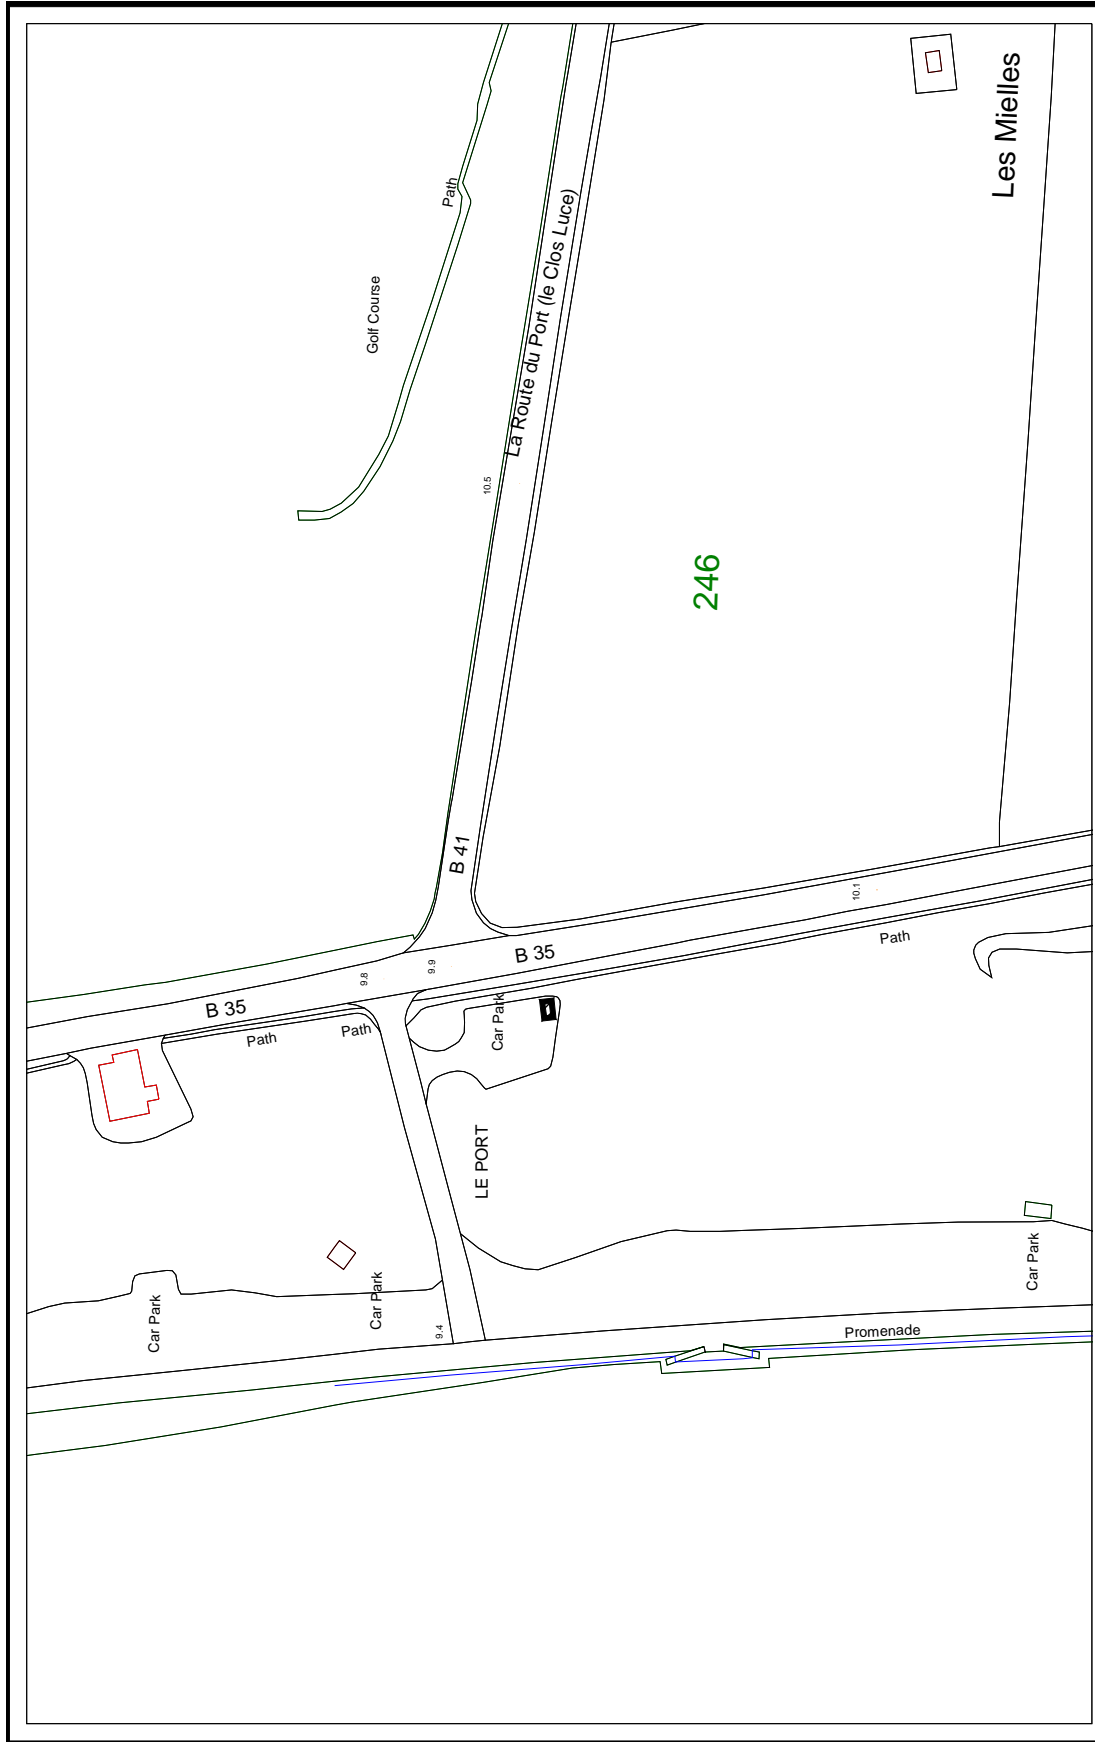 Les Mielles
Path
Golf Course
La Route du Port (le Clos Luce)
10.5
246
B 41
10.1
Path
B 35
9.9
9.8
B 35
Car Park
Path
Path
LE PORT
Car Park
Car Park
Car Park
9.4
Promenade